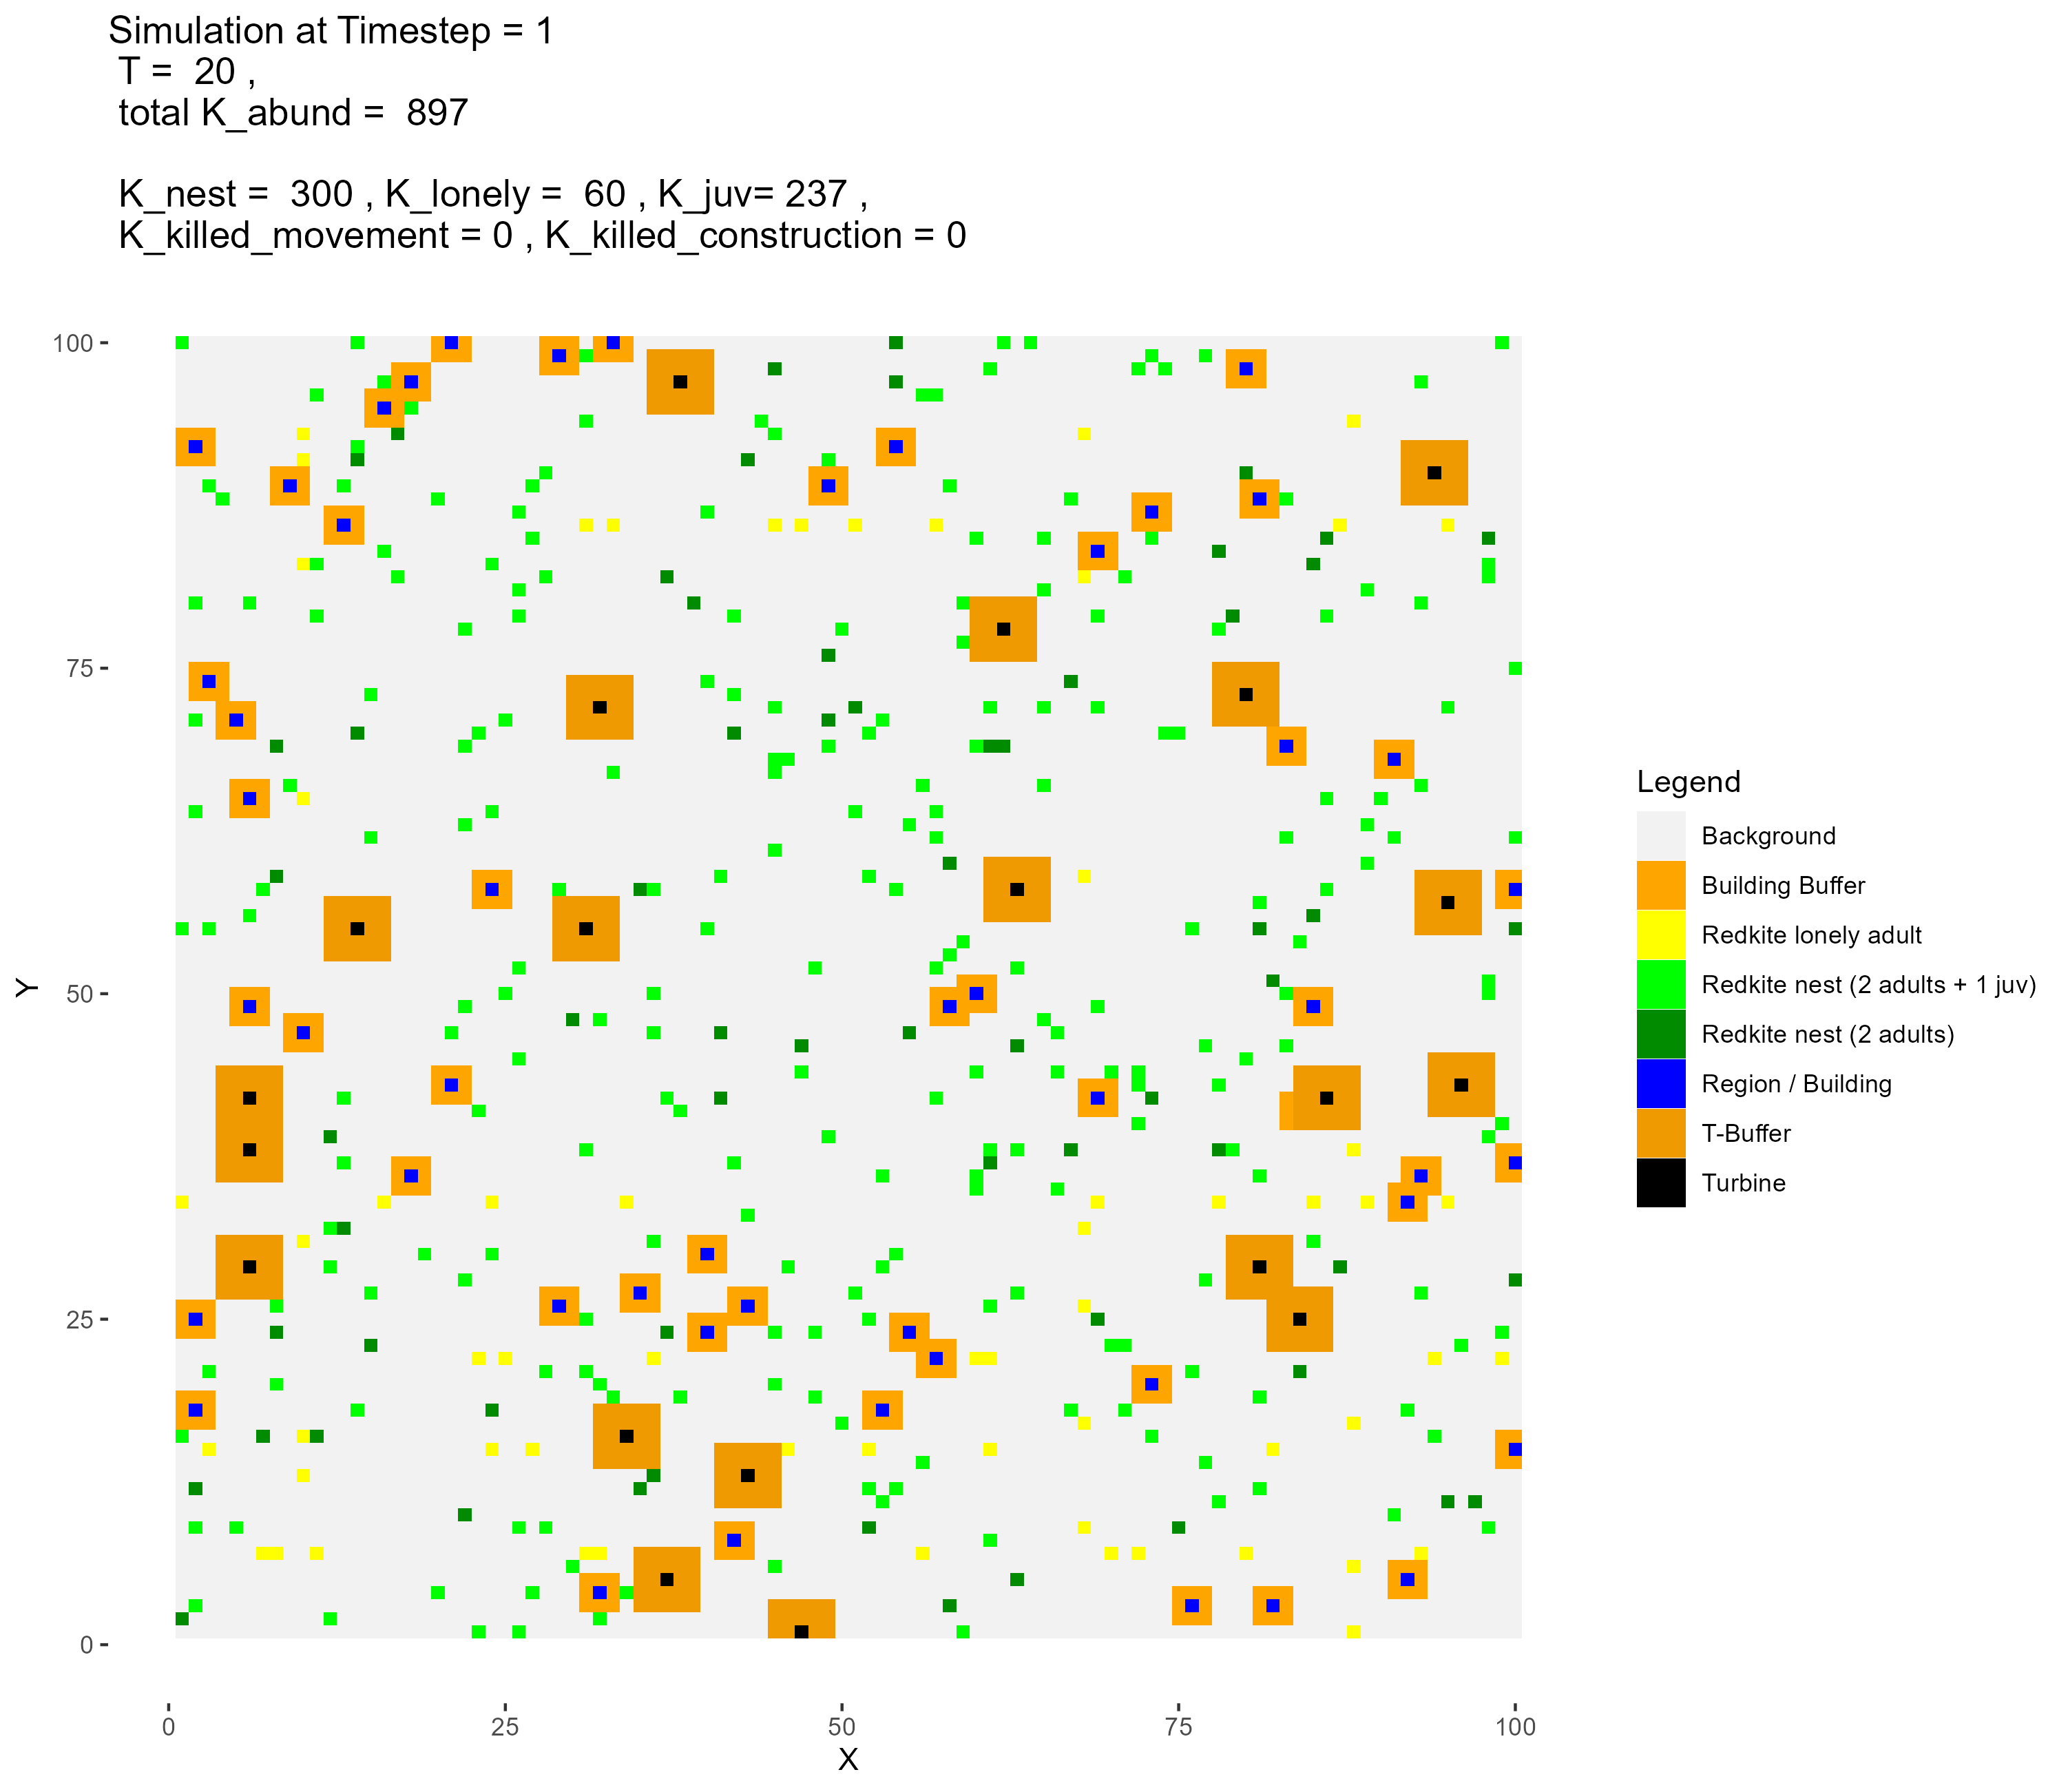 Simulation at Timestep = 1
T =  20 ,
total K_abund =  897
K_nest =  300 , K_lonely =  60 , K_juv= 237 ,
K_killed_movement = 0 , K_killed_construction = 0
100
75
50
25
0
Y
0
25
50
75
100
X
Legend
Background
Building Buffer
Redkite lonely adult
Redkite nest (2 adults + 1 juv)
Redkite nest (2 adults)
Region / Building
T-Buffer
Turbine